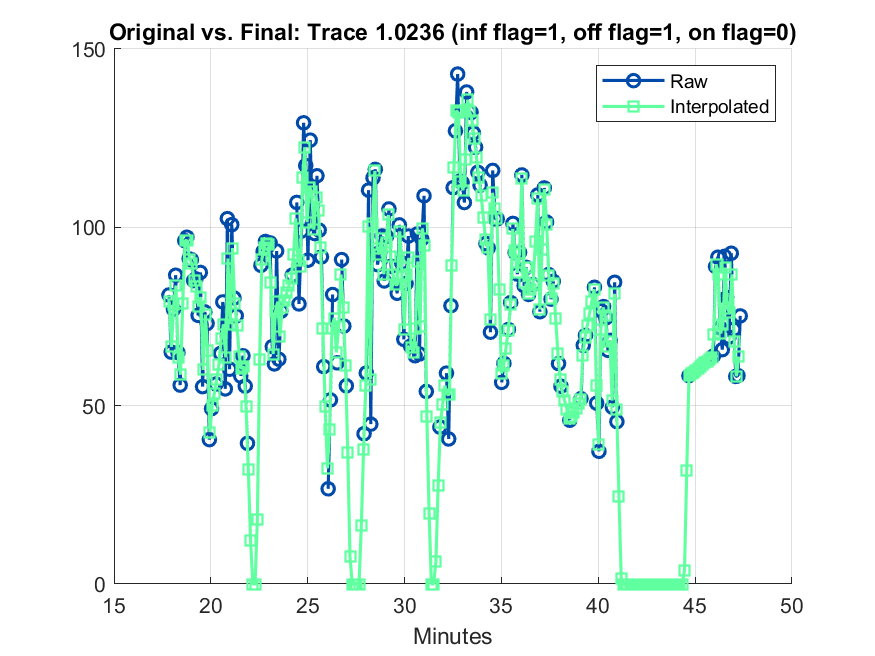 Original vs. Final: Trace 1.0236 (inf flag=1, off flag=1, on flag=0)
150
100
50
0
Raw
Interpolated
15 20 25 30 35 40 45 50
Minutes